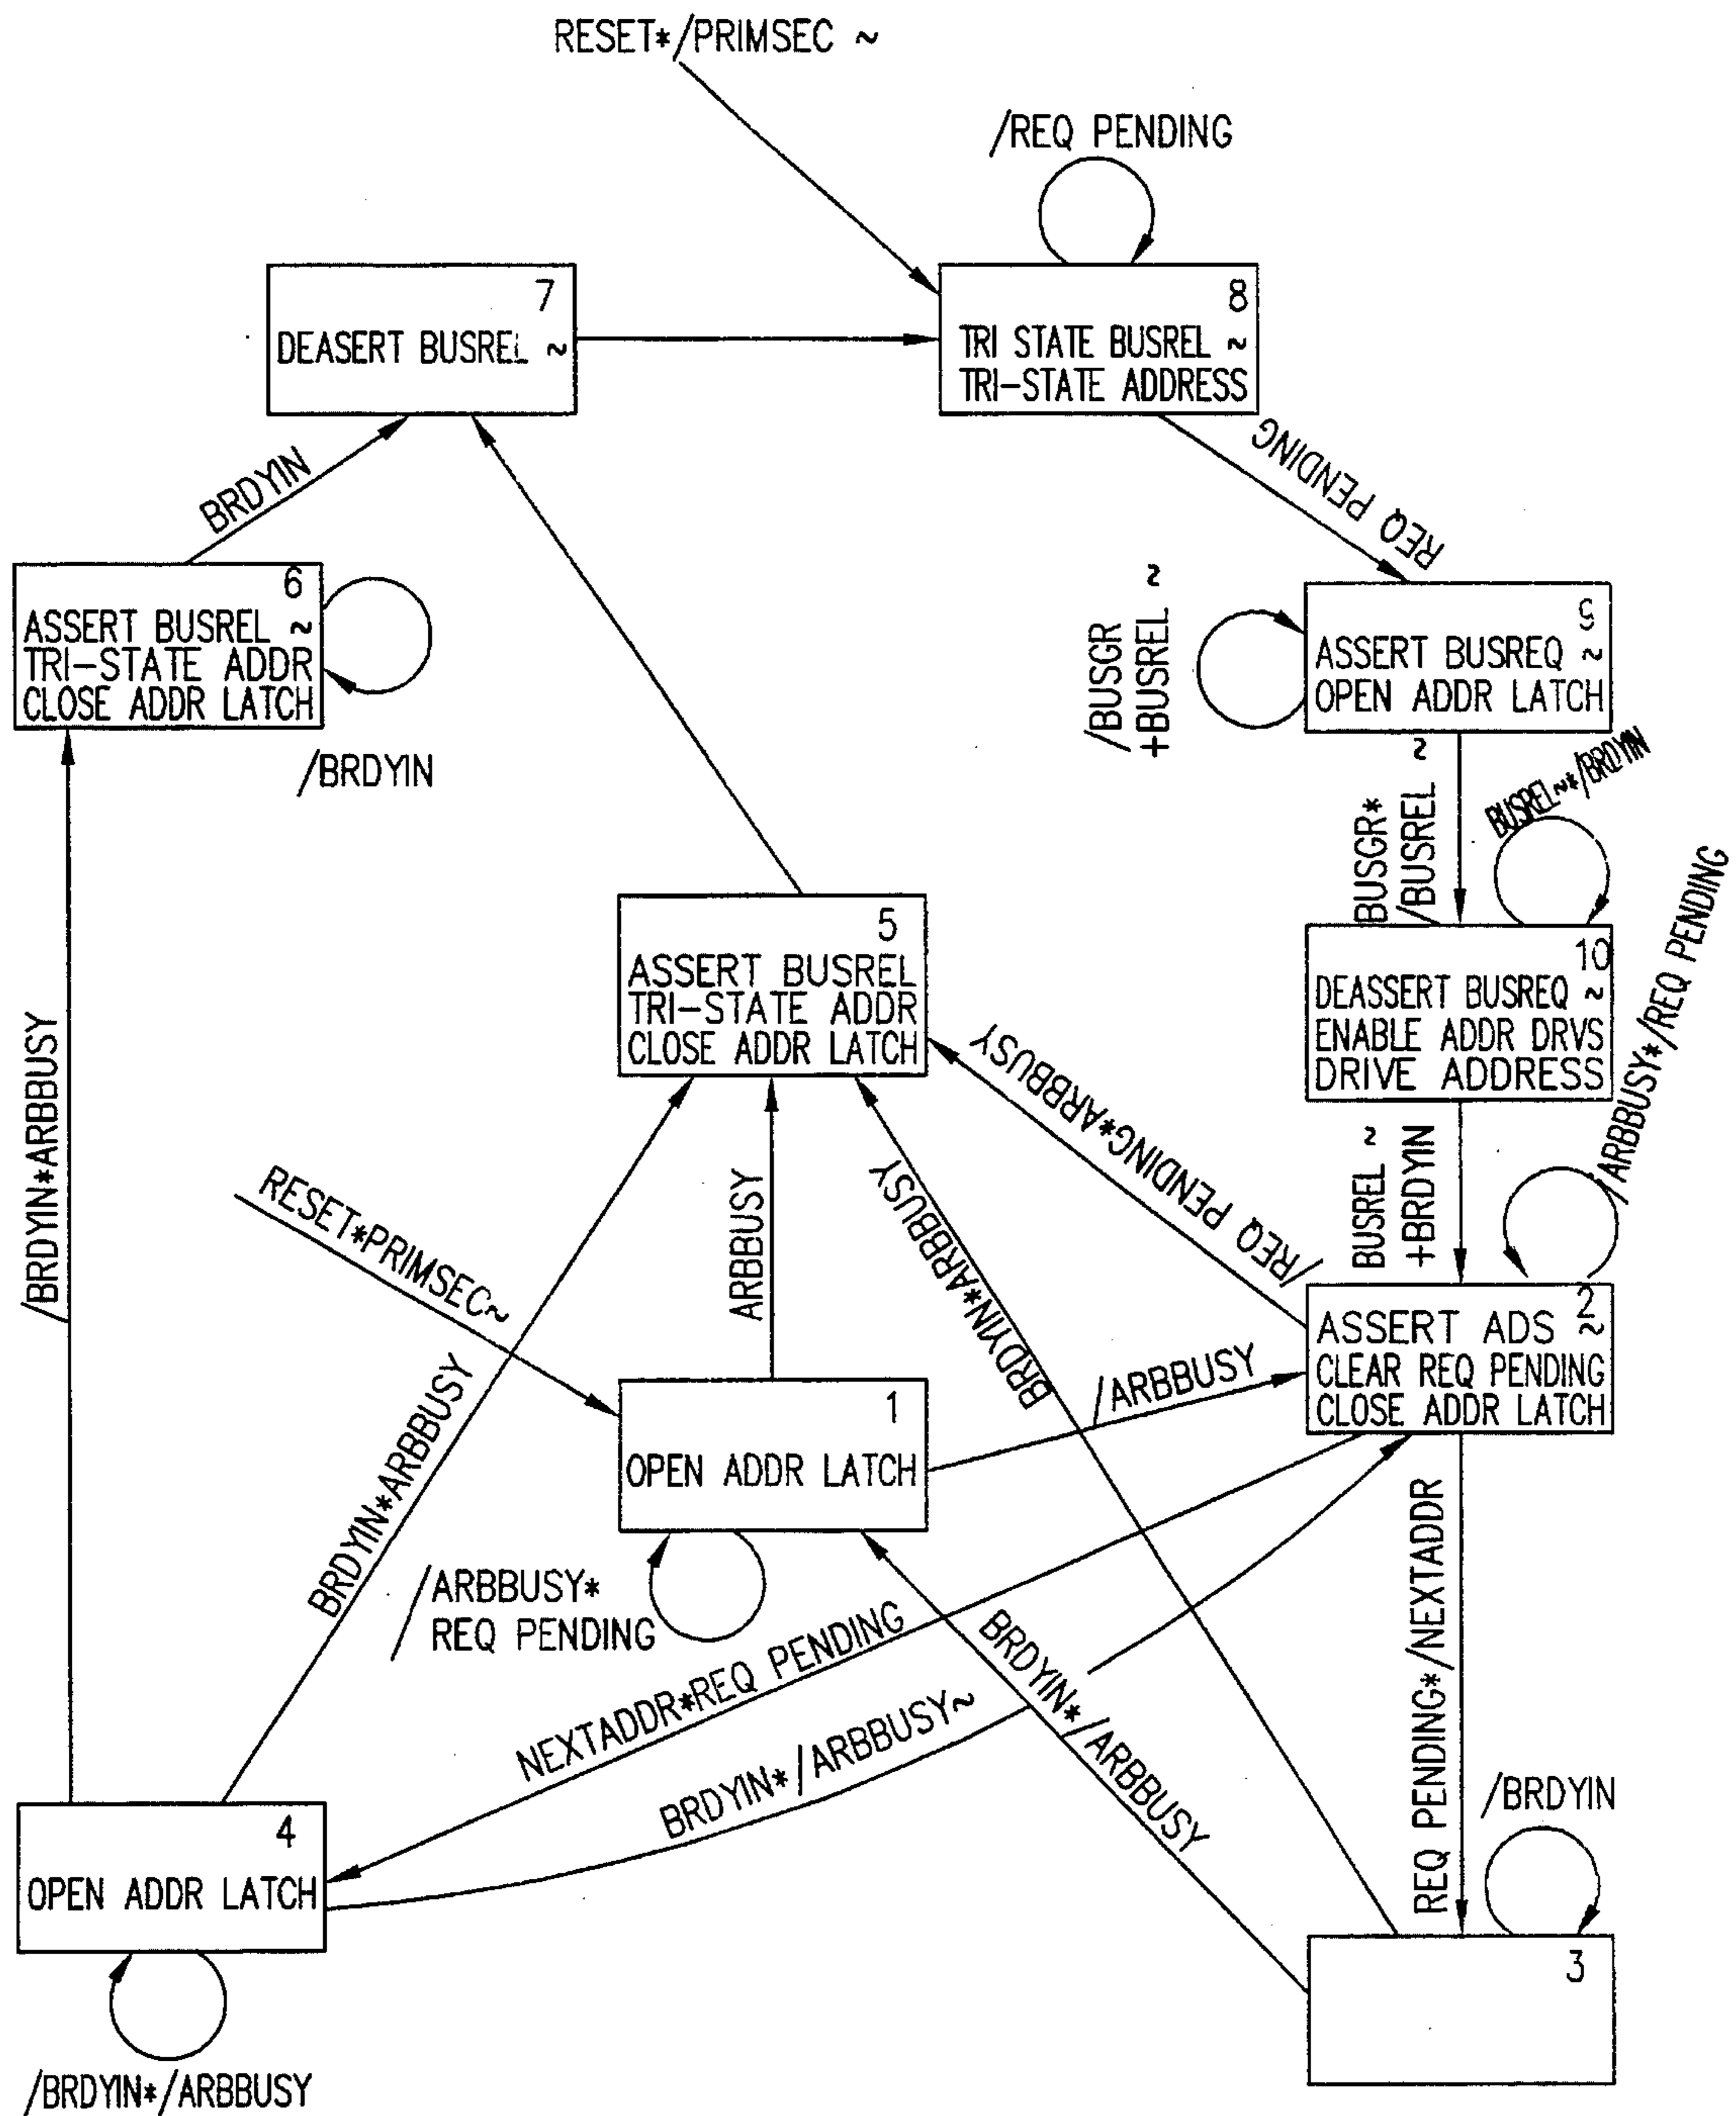 RESET*/PRIMSEC ~
/REQ PENDING
7
DEASERT BUSREL ~
8
TRI STATE BUSREL ~
TRI-STATE ADDRESS
REQ PENDING
BRDYIN
6
ASSERT BUSREL ~
TRI-STATE ADDR
CLOSE ADDR LATCH
/BRDYIN
/BUSGR
+BUSREL ~
9
ASSERT BUSREQ ~
OPEN ADDR LATCH
BUSGR*
/BUSREL ~
BUSREL~*/BRDYIN
5
ASSERT BUSREL
TRI-STATE ADDR
CLOSE ADDR LATCH
10
DEASSERT BUSREQ ~
ENABLE ADDR DRVS
DRIVE ADDRESS
/ARBBUSY*/REQ PENDING
/BRDYIN*ARBBUSY
/REQ PENDING*ARBBUSY
BUSREL ~
+BRDYIN
RESET*PRIMSEC~
ARBBUSY
BRDYIN*ARBBUSY
BRDYIN*ARBBUSY
2
ASSERT ADS ~
CLEAR REQ PENDING
CLOSE ADDR LATCH
1
OPEN ADDR LATCH
/ARBBUSY
/ARBBUSY*
REQ PENDING
NEXTADDR*REQ PENDING
BRDYIN*/ARBBUSY~
BRDYIN*/ARBBUSY
REQ PENDING*/NEXTADDR
4
OPEN ADDR LATCH
/BRDYIN
3
/BRDYIN*/ARBBUSY